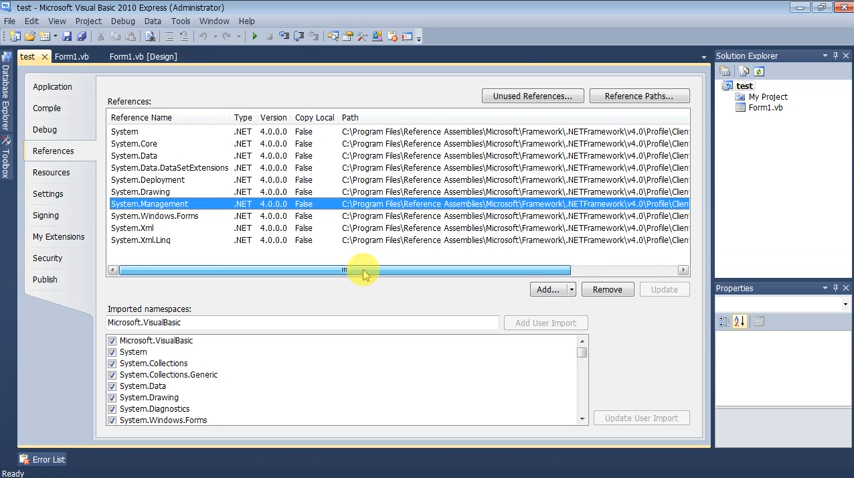 test - Microsoft Visual Basic 2010 Express (Administrator)
File Edit View Project Debug Data Tools Window Help
test Form1.vb Form1.vb [Design]
Database Explorer
Toolbox
Application
Compile
Debug
References
Resources
Settings
Signing
My Extensions
Security
Publish
Unused References... Reference Paths...
References:
Reference Name Type Version Copy Local Path
System .NET 4.0.0.0 False C:\Program Files\Reference Assemblies\Microsoft\Framework\.NETFramework\v4.0\Profile\Clien
System.Core .NET 4.0.0.0 False C:\Program Files\Reference Assemblies\Microsoft\Framework\.NETFramework\v4.0\Profile\Clien
System.Data .NET 4.0.0.0 False C:\Program Files\Reference Assemblies\Microsoft\Framework\.NETFramework\v4.0\Profile\Clien
System.Data.DataSetExtensions .NET 4.0.0.0 False C:\Program Files\Reference Assemblies\Microsoft\Framework\.NETFramework\v4.0\Profile\Clien
System.Deployment .NET 4.0.0.0 False C:\Program Files\Reference Assemblies\Microsoft\Framework\.NETFramework\v4.0\Profile\Clien
System.Drawing .NET 4.0.0.0 False C:\Program Files\Reference Assemblies\Microsoft\Framework\.NETFramework\v4.0\Profile\Clien
System.Management .NET 4.0.0.0 False C:\Program Files\Reference Assemblies\Microsoft\Framework\.NETFramework\v4.0\Profile\Clien
System.Windows.Forms .NET 4.0.0.0 False C:\Program Files\Reference Assemblies\Microsoft\Framework\.NETFramework\v4.0\Profile\Clien
System.Xml .NET 4.0.0.0 False C:\Program Files\Reference Assemblies\Microsoft\Framework\.NETFramework\v4.0\Profile\Clien
System.Xml.Linq .NET 4.0.0.0 False C:\Program Files\Reference Assemblies\Microsoft\Framework\.NETFramework\v4.0\Profile\Clien
Add... Remove Update
Imported namespaces:
Microsoft.VisualBasic Add User Import
Microsoft.VisualBasic
System
System.Collections
System.Collections.Generic
System.Data
System.Drawing
System.Diagnostics
System.Windows.Forms
Update User Import
Solution Explorer
test
My Project
Form1.vb
Properties
Error List
Ready